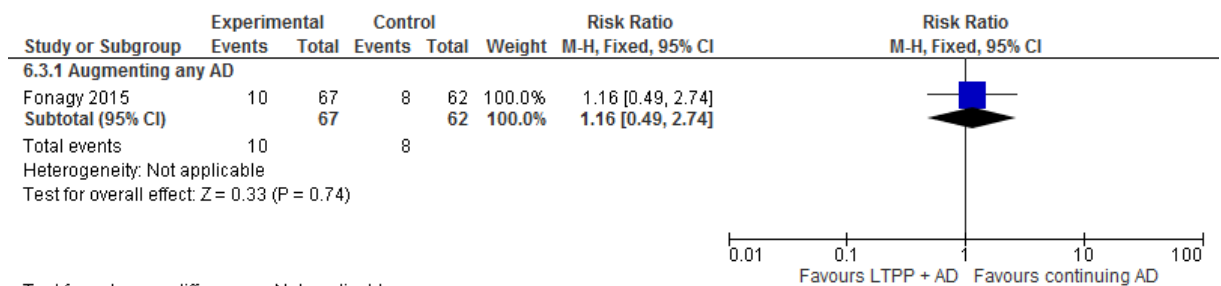 Experimental Control Risk Ratio Risk Ratio
Study or Subgroup Events Total Events Total Weight M-H, Fixed, 95% CI M-H, Fixed, 95% CI
6.3.1 Augmenting any AD
Fonagy 2015 10 67 8 62 100.0% 1.16 [0.49, 2.74]
Subtotal (95% CI) 67 62 100.0% 1.16 [0.49, 2.74]
Total events 10 8
Heterogeneity: Not applicable
Test for overall effect: Z = 0.33 (P = 0.74)
0.01 0.1 1 10 100
Favours LTPP + AD Favours continuing AD